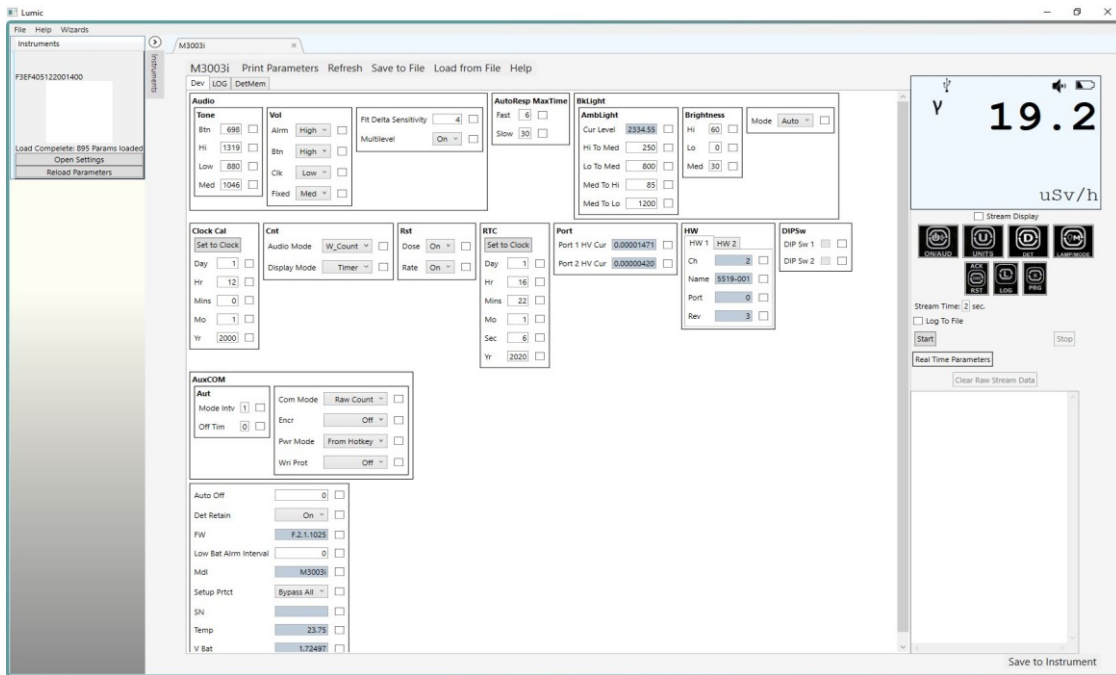 Lumic
File Help Wizards
Instruments
F3EF405122001400
Load Compelete: 895 Params loaded
Open Settings
Reload Parameters
Instruments
M3003i ×
M3003i Print Parameters Refresh Save to File Load from File Help
Dev LOG DetMem
Audio
Tone
Btn 698
Hi 1319
Low 880
Med 1046
Vol
Alrm High
Btn High
Clk Low
Fixed Med
Flt Delta Sensitivity 4
Multilevel On
AutoResp MaxTime
Fast 6
Slow 30
BkLight
AmbLight
Cur Level 2334.55
Hi To Med 250
Lo To Med 800
Med To Hi 85
Med To Lo 1200
Brightness
Hi 60
Lo 0
Med 30
Mode Auto
Clock Cal
Set to Clock
Day 1
Hr 12
Mins 0
Mo 1
Yr 2000
Cnt
Audio Mode W_Count
Display Mode Timer
Rst
Dose On
Rate On
RTC
Set to Clock
Day 1
Hr 16
Mins 22
Mo 1
Sec 6
Yr 2020
Port
Port 1 HV Cur 0.00001471
Port 2 HV Cur 0.00000420
HW
HW 1 HW 2
Ch 2
Name 5519-001
Port 0
Rev 3
DIPSw
DIP Sw 1
DIP Sw 2
AuxCOM
Aut
Mode Intv 1
Off Tim 0
Com Mode Raw Count
Encr Off
Pwr Mode From Hotkey
Wri Prot Off
Auto Off 0
Det Retain On
FW F.2.1.1025
Low Bat Alrm Interval 0
Mdl M3003i
Setup Prtct Bypass All
SN
Temp 23.75
V Bat 1.72497
γ 19.2
uSv/h
Stream Display
ON/AUD UNITS DET LAMP/MODE
U D
ACK
RST LOG PRG
L
Stream Time: 2 sec.
Log To File
Start Stop
Real Time Parameters
Clear Raw Stream Data
Save to Instrument